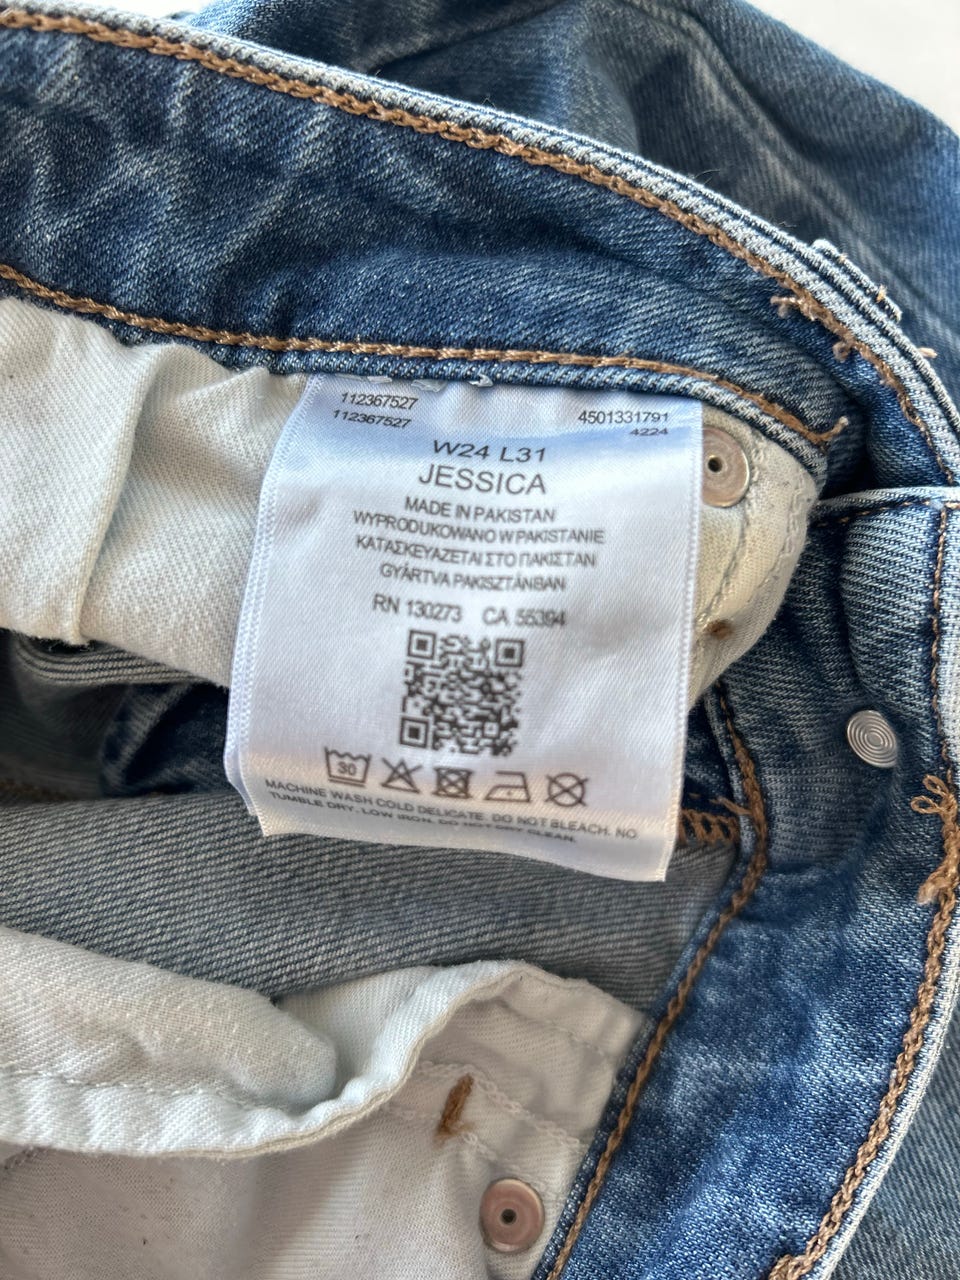 112367527
112367527
4501331791
4224
W24 L31
JESSICA
MADE IN PAKISTAN
WYPRODUKOWANO W PAKISTANIE
ΚΑΤΑΣΚΕΥΑΖΕΤΑΙ ΣΤΟ ΠΑΚΙΣΤΑΝ
GYÁRTVA PAKISZTÁNBAN
RN 130273 CA 55394
30
MACHINE WASH COLD DELICATE. DO NOT BLEACH. NO
TUMBLE DRY. LOW IRON. DO NOT DRY CLEAN.